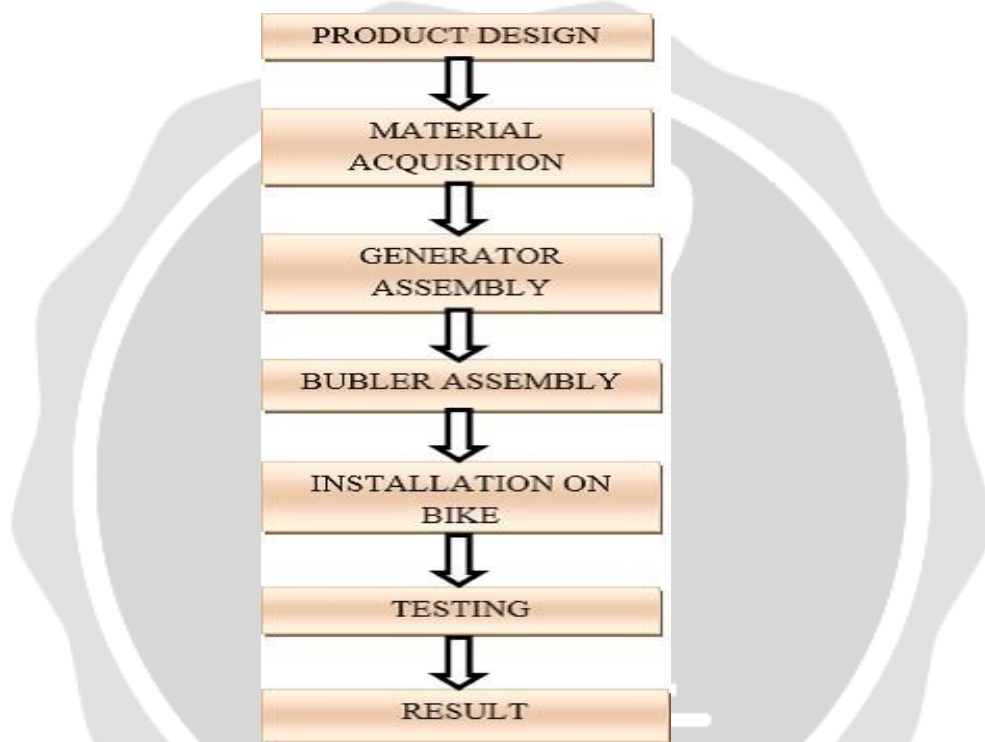 PRODUCT DESIGN
MATERIAL
ACQUISITION
GENERATOR
ASSEMBLY
BUBLER ASSEMBLY
INSTALLATION ON
BIKE
TESTING
RESULT